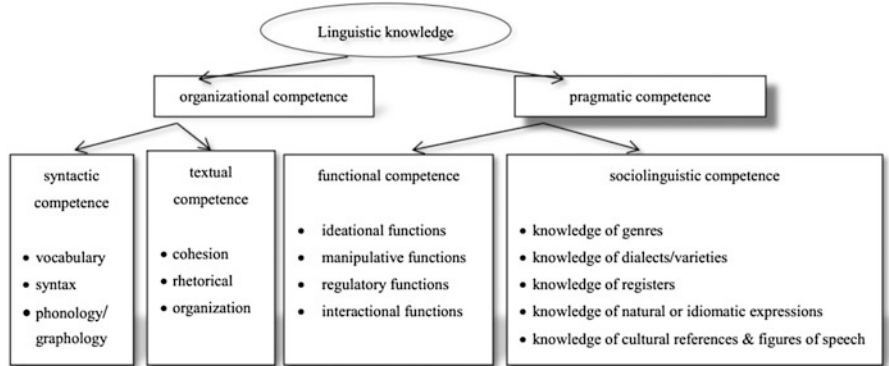 Linguistic knowledge
organizational competence
pragmatic competence
syntactic
competence
• vocabulary
• syntax
• phonology/
graphology
textual
competence
• cohesion
• rhetorical
• organization
functional competence
• ideational functions
• manipulative functions
• regulatory functions
• interactional functions
sociolinguistic competence
• knowledge of genres
• knowledge of dialects/varieties
• knowledge of registers
• knowledge of natural or idiomatic expressions
• knowledge of cultural references & figures of speech